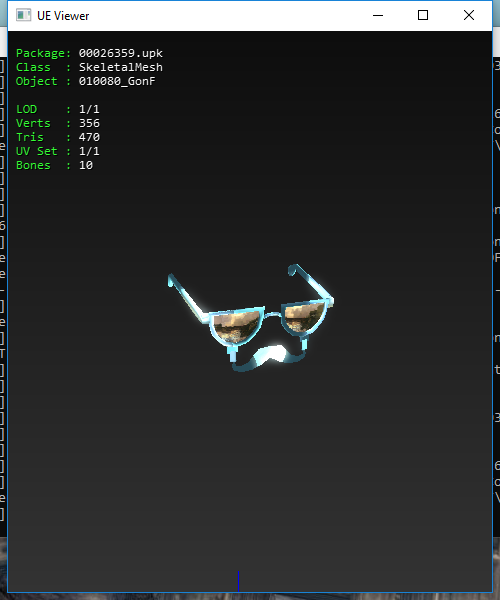 UE Viewer
Package: 00026359.upk
Class : SkeletalMesh
Object : 010080_GonF
LOD : 1/1
Verts : 356
Tris : 470
UV Set : 1/1
Bones : 10